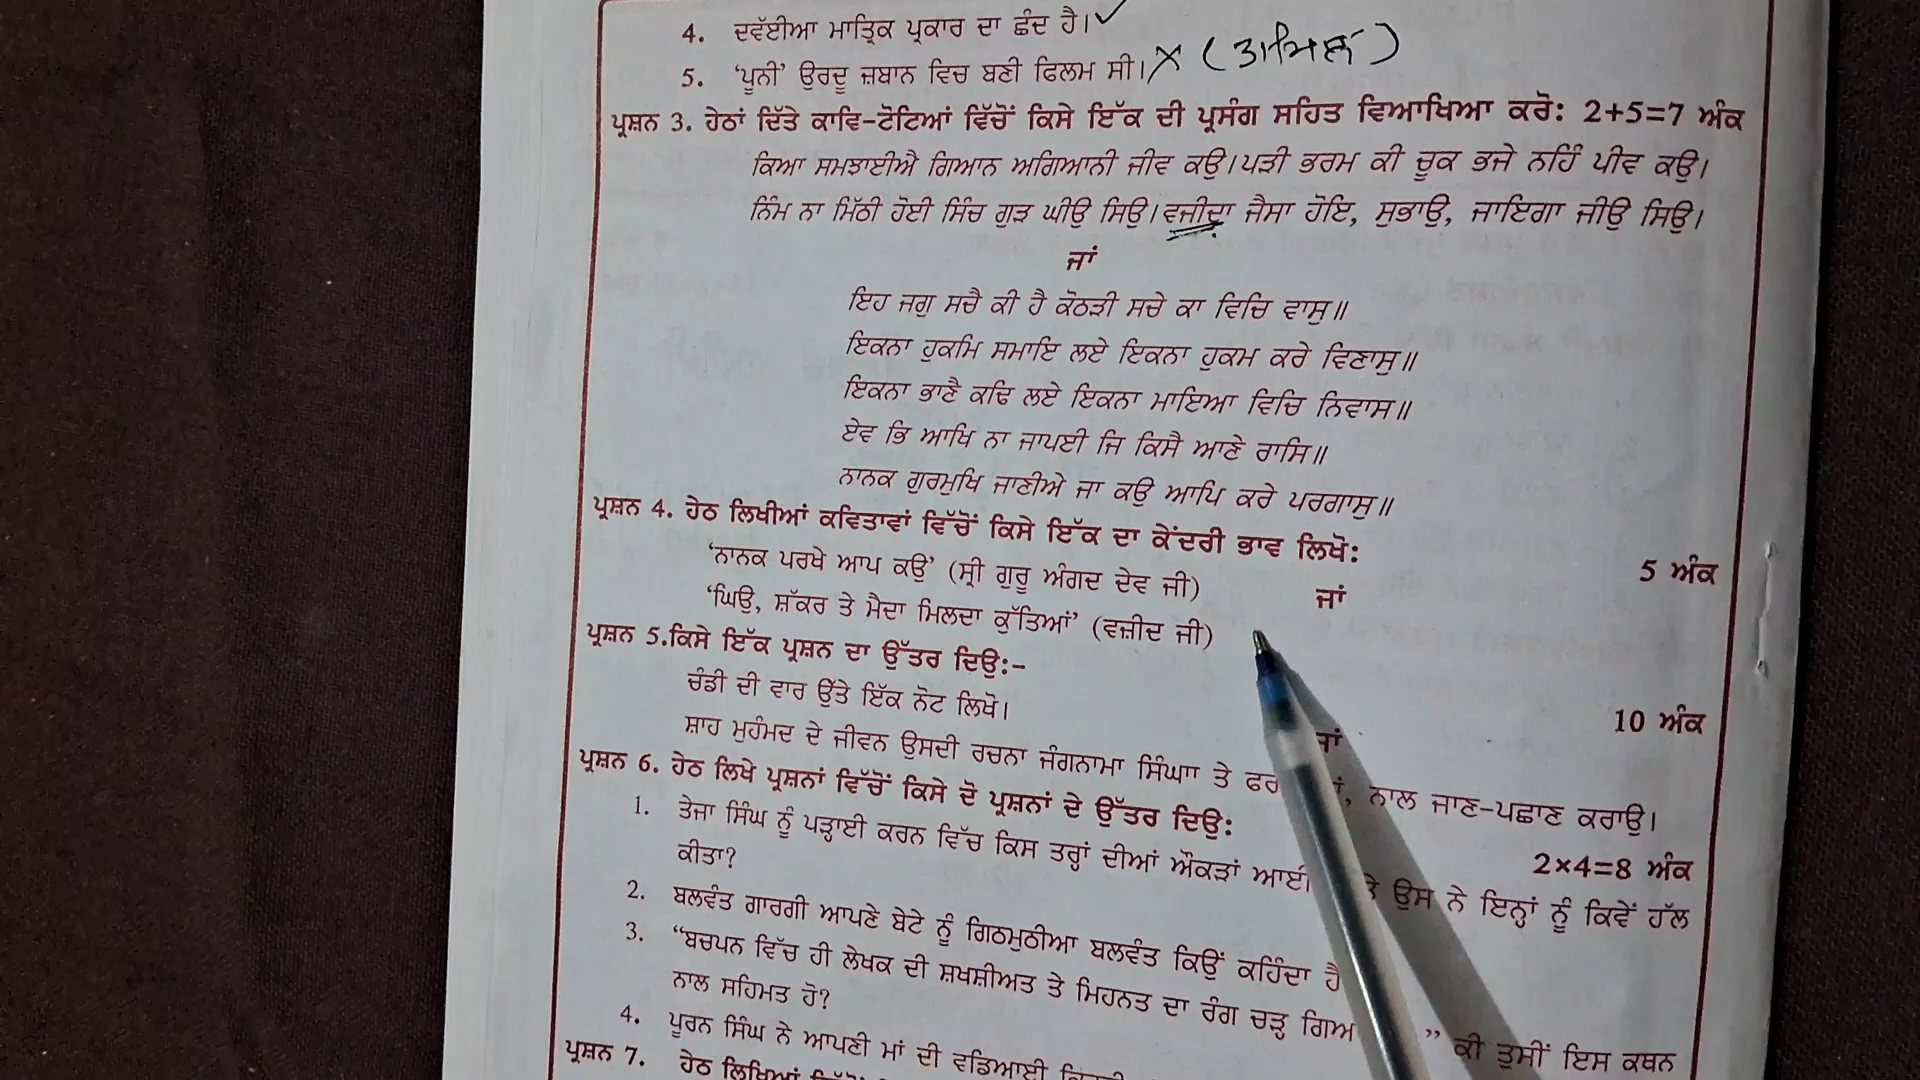 4. ਦਵੱਈਆ ਮਾਤ੍ਰਿਕ ਪ੍ਰਕਾਰ ਦਾ ਛੰਦ ਹੈ। ✓
5. ‘ਪੂਨੀ’ ਉਰਦੂ ਜ਼ਬਾਨ ਵਿਚ ਬਣੀ ਫਿਲਮ ਸੀ। ✗ (ਤਾਮਿਲ)
ਪ੍ਰਸ਼ਨ 3. ਹੇਠਾਂ ਦਿੱਤੇ ਕਾਵਿ-ਟੋਟਿਆਂ ਵਿੱਚੋਂ ਕਿਸੇ ਇੱਕ ਦੀ ਪ੍ਰਸੰਗ ਸਹਿਤ ਵਿਆਖਿਆ ਕਰੋ: 2+5=7 ਅੰਕ
ਕਿਆ ਸਮਝਾਈਐ ਗਿਆਨ ਅਗਿਆਨੀ ਜੀਵ ਕਉ। ਪੜੀ ਭਰਮ ਕੀ ਚੂਕ ਭਜੇ ਨਹਿੰ ਪੀਵ ਕਉ।
ਨਿੰਮ ਨਾ ਮਿੱਠੀ ਹੋਈ ਸਿੰਚ ਗੁੜ ਘੀਉ ਸਿਉ। ਵਜੀਦਾ ਜੈਸਾ ਹੋਇ, ਸੁਭਾਉ, ਜਾਇਗਾ ਜੀਉ ਸਿਉ।
ਜਾਂ
ਇਹ ਜਗੁ ਸਚੈ ਕੀ ਹੈ ਕੋਠੜੀ ਸਚੇ ਕਾ ਵਿਚਿ ਵਾਸੁ॥
ਇਕਨਾ ਹੁਕਮਿ ਸਮਾਇ ਲਏ ਇਕਨਾ ਹੁਕਮ ਕਰੇ ਵਿਣਾਸੁ॥
ਇਕਨਾ ਭਾਣੈ ਕਢਿ ਲਏ ਇਕਨਾ ਮਾਇਆ ਵਿਚਿ ਨਿਵਾਸ॥
ਏਵ ਭਿ ਆਖਿ ਨਾ ਜਾਪਈ ਜਿ ਕਿਸੈ ਆਣੇ ਰਾਸਿ॥
ਨਾਨਕ ਗੁਰਮੁਖਿ ਜਾਣੀਐ ਜਾ ਕਉ ਆਪਿ ਕਰੇ ਪਰਗਾਸੁ॥
ਪ੍ਰਸ਼ਨ 4. ਹੇਠ ਲਿਖੀਆਂ ਕਵਿਤਾਵਾਂ ਵਿੱਚੋਂ ਕਿਸੇ ਇੱਕ ਦਾ ਕੇਂਦਰੀ ਭਾਵ ਲਿਖੋ: 5 ਅੰਕ
‘ਨਾਨਕ ਪਰਖੇ ਆਪ ਕਉ’ (ਸ੍ਰੀ ਗੁਰੂ ਅੰਗਦ ਦੇਵ ਜੀ) ਜਾਂ
‘ਘਿਉ, ਸ਼ੱਕਰ ਤੇ ਮੈਦਾ ਮਿਲਦਾ ਕੁੱਤਿਆਂ’ (ਵਜ਼ੀਦ ਜੀ)
ਪ੍ਰਸ਼ਨ 5.ਕਿਸੇ ਇੱਕ ਪ੍ਰਸ਼ਨ ਦਾ ਉੱਤਰ ਦਿਉ:- 10 ਅੰਕ
ਚੰਡੀ ਦੀ ਵਾਰ ਉੱਤੇ ਇੱਕ ਨੋਟ ਲਿਖੋ।
ਸ਼ਾਹ ਮੁਹੰਮਦ ਦੇ ਜੀਵਨ ਉਸਦੀ ਰਚਨਾ ਜੰਗਨਾਮਾ ਸਿੰਘਾਾ ਤੇ ਨਾਲ ਜਾਣ-ਪਛਾਣ ਕਰਾਉ।
ਪ੍ਰਸ਼ਨ 6. ਹੇਠ ਲਿਖੇ ਪ੍ਰਸ਼ਨਾਂ ਵਿੱਚੋਂ ਕਿਸੇ ਦੋ ਪ੍ਰਸ਼ਨਾਂ ਦੇ ਉੱਤਰ ਦਿਉ: 2×4=8 ਅੰਕ
1. ਤੇਜਾ ਸਿੰਘ ਨੂੰ ਪੜ੍ਹਾਈ ਕਰਨ ਵਿੱਚ ਕਿਸ ਤਰ੍ਹਾਂ ਦੀਆਂ ਔਕੜਾਂ ਉਸ ਨੇ ਇਨ੍ਹਾਂ ਨੂੰ ਕਿਵੇਂ ਹੱਲ
ਕੀਤਾ?
2. ਬਲਵੰਤ ਗਾਰਗੀ ਆਪਣੇ ਬੇਟੇ ਨੂੰ ਗਿਠਮੁਠੀਆ ਬਲਵੰਤ ਕਿਉਂ ਕਹਿੰਦਾ ਹੈ
3. “ਬਚਪਨ ਵਿੱਚ ਹੀ ਲੇਖਕ ਦੀ ਸ਼ਖਸ਼ੀਅਤ ਤੇ ਮਿਹਨਤ ਦਾ ਰੰਗ ਚੜ੍ਹ ” ਕੀ ਤੁਸੀਂ ਇਸ ਕਥਨ
ਨਾਲ ਸਹਿਮਤ ਹੋ?
4. ਪੂਰਨ ਸਿੰਘ ਨੇ ਆਪਣੀ ਮਾਂ ਦੀ ਵਡਿਆਈ
ਪ੍ਰਸ਼ਨ 7. ਹੇਠ ਲਿਖਿਆਂ